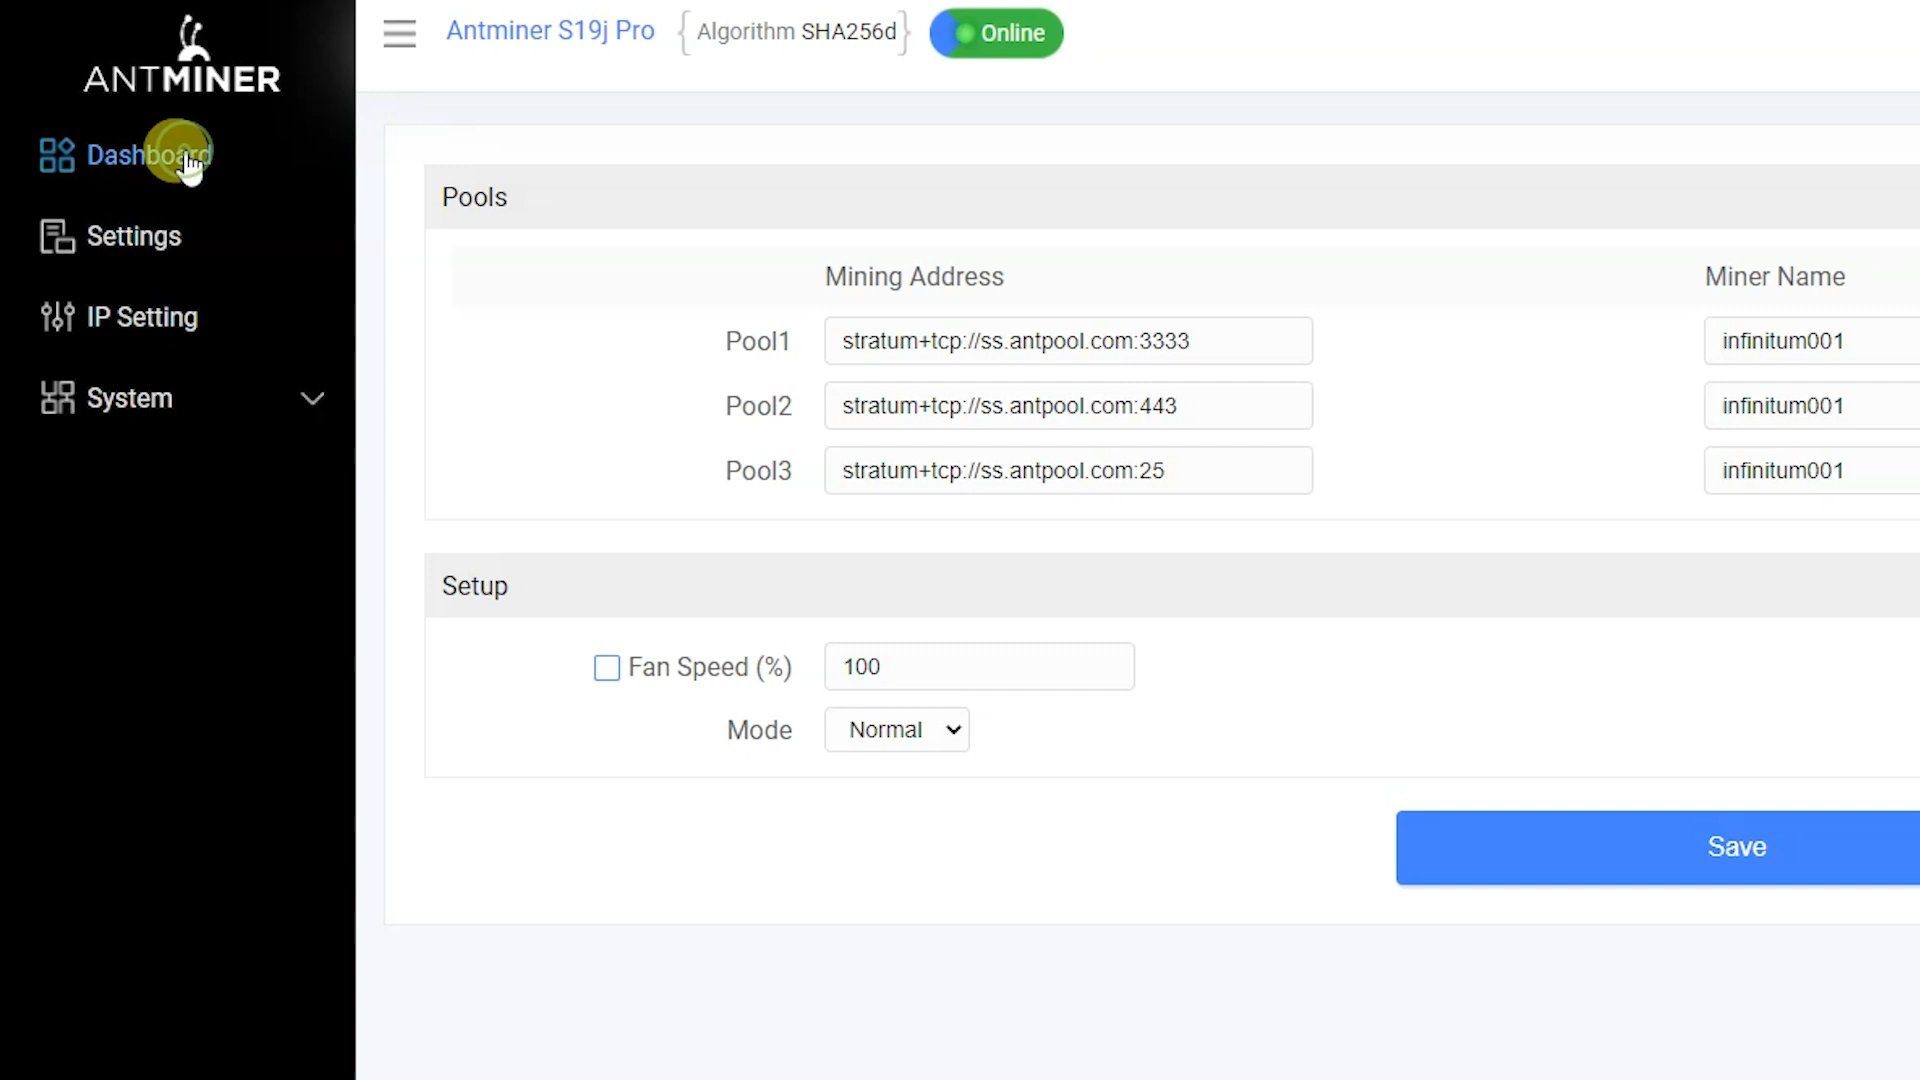 ANTMINER
Dashboard
Settings
IP Setting
System
Antminer S19j Pro
Algorithm SHA256d
Online
Pools
Mining Address
Miner Name
Pool1
stratum+tcp://ss.antpool.com:3333
infinitum001
Pool2
stratum+tcp://ss.antpool.com:443
infinitum001
Pool3
stratum+tcp://ss.antpool.com:25
infinitum001
Setup
Fan Speed (%)
100
Mode
Normal
Save